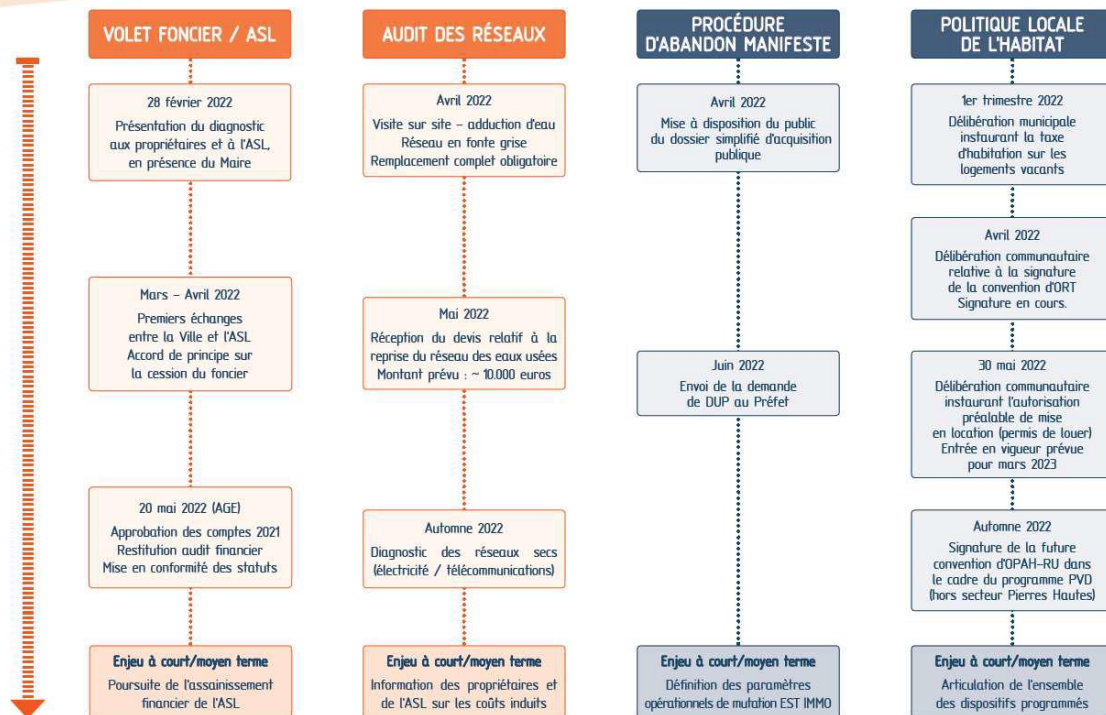 VOLET FONCIER / ASL
28 février 2022
Présentation du diagnostic
aux propriétaires et à l'ASL,
en présence du Maire
Mars – Avril 2022
Premiers échanges
entre la Ville et l'ASL
Accord de principe sur
la cession du foncier
20 mai 2022 (AGE)
Approbation des comptes 2021
Restitution audit financier
Mise en conformité des statuts
Enjeu à court/moyen terme
Poursuite de l'assainissement
financier de l'ASL
AUDIT DES RÉSEAUX
Avril 2022
Visite sur site – adduction d'eau
Réseau en fonte grise
Remplacement complet obligatoire
Mai 2022
Réception du devis relatif à la
reprise du réseau des eaux usées
Montant prévu : ~ 10.000 euros
Automne 2022
Diagnostic des réseaux secs
(électricité / télécommunications)
Enjeu à court/moyen terme
Information des propriétaires et
de l'ASL sur les coûts induits
PROCÉDURE
D'ABANDON MANIFESTE
Avril 2022
Mise à disposition du public
du dossier simplifié d'acquisition
publique
Juin 2022
Envoi de la demande
de DUP au Préfet
Enjeu à court/moyen terme
Définition des paramètres
opérationnels de mutation EST IMMO
POLITIQUE LOCALE
DE L'HABITAT
1er trimestre 2022
Délibération municipale
instaurant la taxe
d'habitation sur les
logements vacants
Avril 2022
Délibération communautaire
relative à la signature
de la convention d'ORT
Signature en cours.
30 mai 2022
Délibération communautaire
instaurant l'autorisation
préalable de mise
en location (permis de louer)
Entrée en vigueur prévue
pour mars 2023
Automne 2022
Signature de la future
convention d'OPAH-RU dans
le cadre du programme PVD
(hors secteur Pierres Hautes)
Enjeu à court/moyen terme
Articulation de l'ensemble
des dispositifs programmés